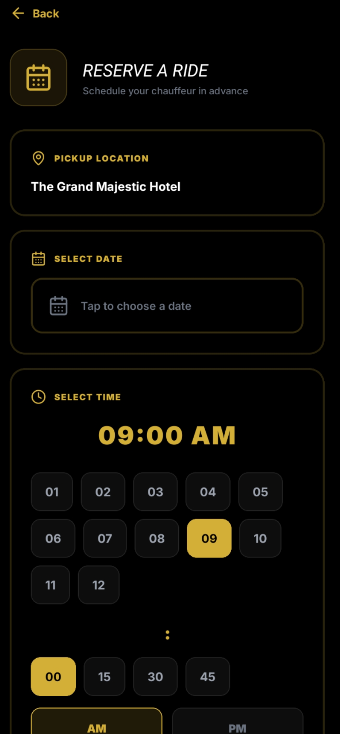 Back
RESERVE A RIDE
Schedule your chauffeur in advance
PICKUP LOCATION
The Grand Majestic Hotel
SELECT DATE
Tap to choose a date
SELECT TIME
09:00 AM
01 02 03 04 05
06 07 08 09 10
11 12
:
00 15 30 45
AM PM